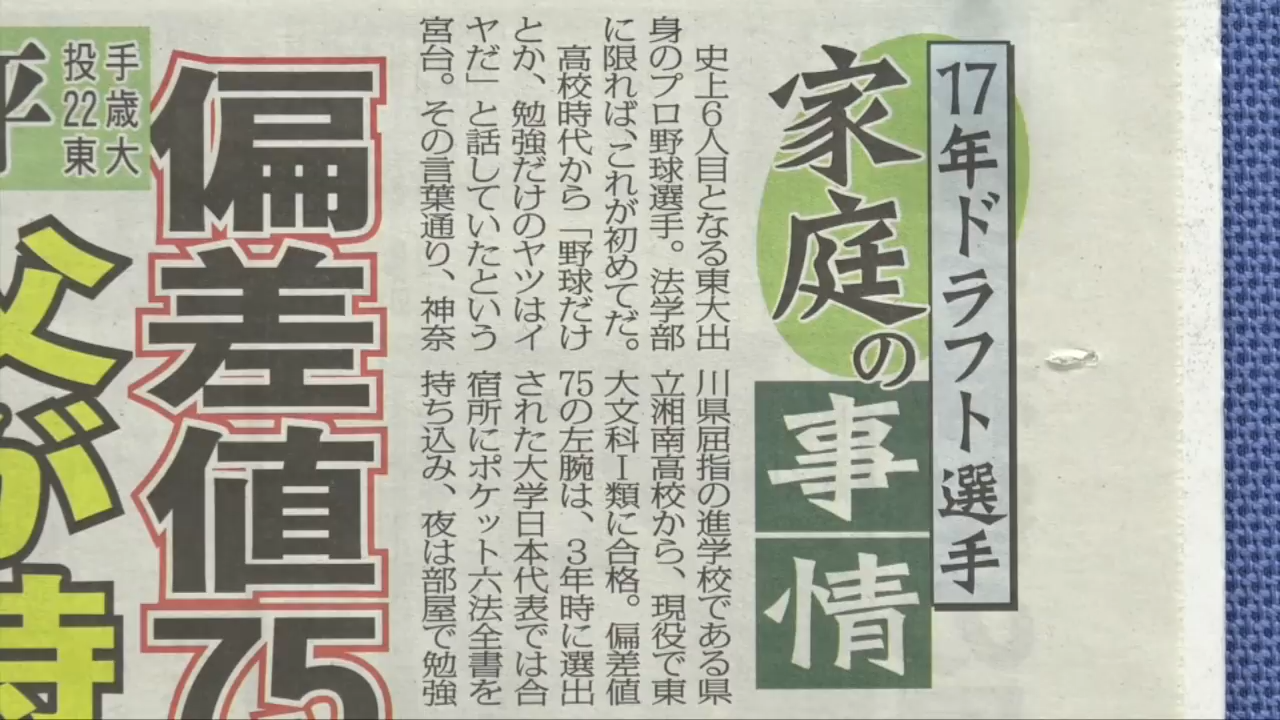 17年ドラフト選手
家庭の
事情
史上6人目となる東大出
身のプロ野球選手。法学部
に限れば、これが初めてだ。
高校時代から「野球だけ
とか、勉強だけのヤツはイ
ヤだ」と話していたという
宮台。その言葉通り、神奈
川県屈指の進学校である県
立湘南高校から、現役で東
大文科Ⅰ類に合格。偏差値
75の左腕は、3年時に選出
された大学日本代表では合
宿所にポケット六法全書を
持ち込み、夜は部屋で勉強
偏差値75
手歳大
投22東
平
父が